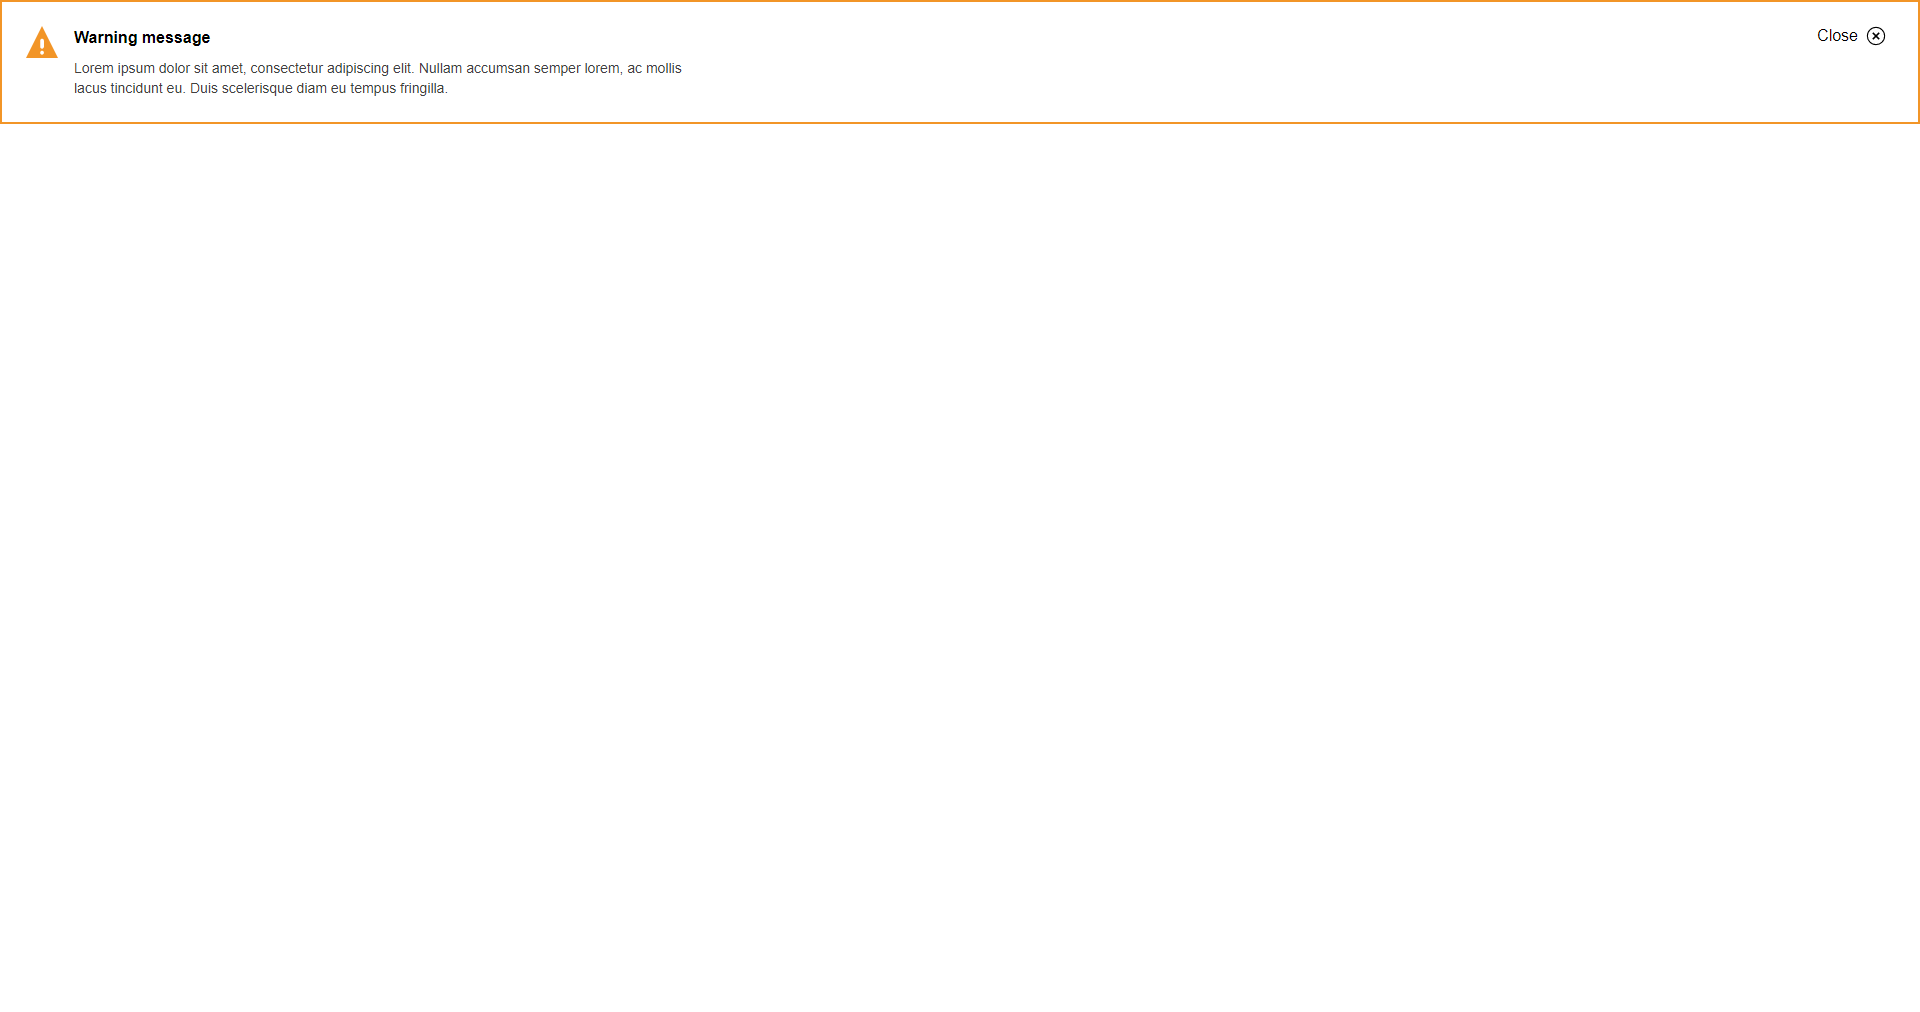 Warning message
Close
Lorem ipsum dolor sit amet, consectetur adipiscing elit. Nullam accumsan semper lorem, ac mollis
lacus tincidunt eu. Duis scelerisque diam eu tempus fringilla.